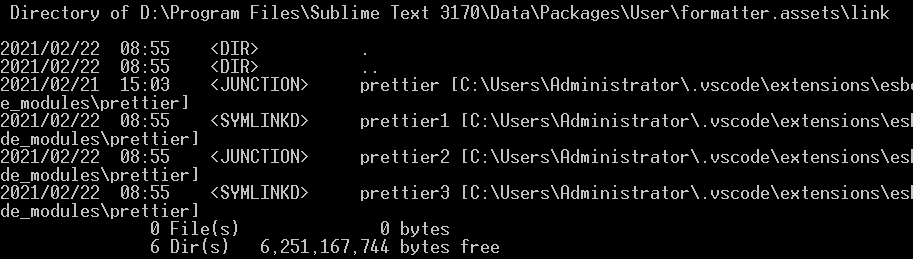 Directory of D:\Program Files\Sublime Text 3170\Data\Packages\User\formatter.assets\link
2021/02/22  08:55    <DIR>          .
2021/02/22  08:55    <DIR>          ..
2021/02/21  15:03    <JUNCTION>     prettier [C:\Users\Administrator\.vscode\extensions\esb
e_modules\prettier]
2021/02/22  08:55    <SYMLINKD>     prettier1 [C:\Users\Administrator\.vscode\extensions\es
de_modules\prettier]
2021/02/22  08:55    <JUNCTION>     prettier2 [C:\Users\Administrator\.vscode\extensions\es
de_modules\prettier]
2021/02/22  08:55    <SYMLINKD>     prettier3 [C:\Users\Administrator\.vscode\extensions\es
de_modules\prettier]
0 File(s)              0 bytes
6 Dir(s)   6,251,167,744 bytes free